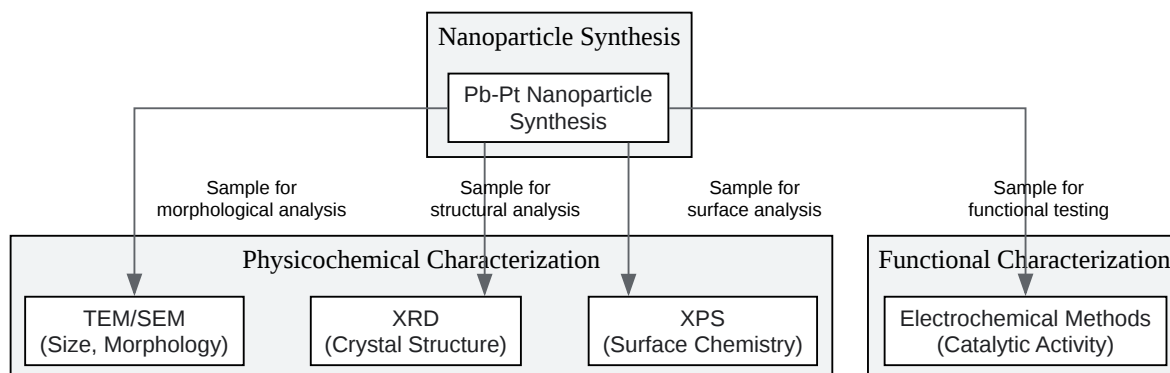 Nanoparticle Synthesis
Pb-Pt Nanoparticle
Synthesis
Sample for
morphological analysis
Sample for
structural analysis
Sample for
surface analysis
Sample for
functional testing
Physicochemical Characterization
Functional Characterization
TEM/SEM
(Size, Morphology)
XRD
(Crystal Structure)
XPS
(Surface Chemistry)
Electrochemical Methods
(Catalytic Activity)